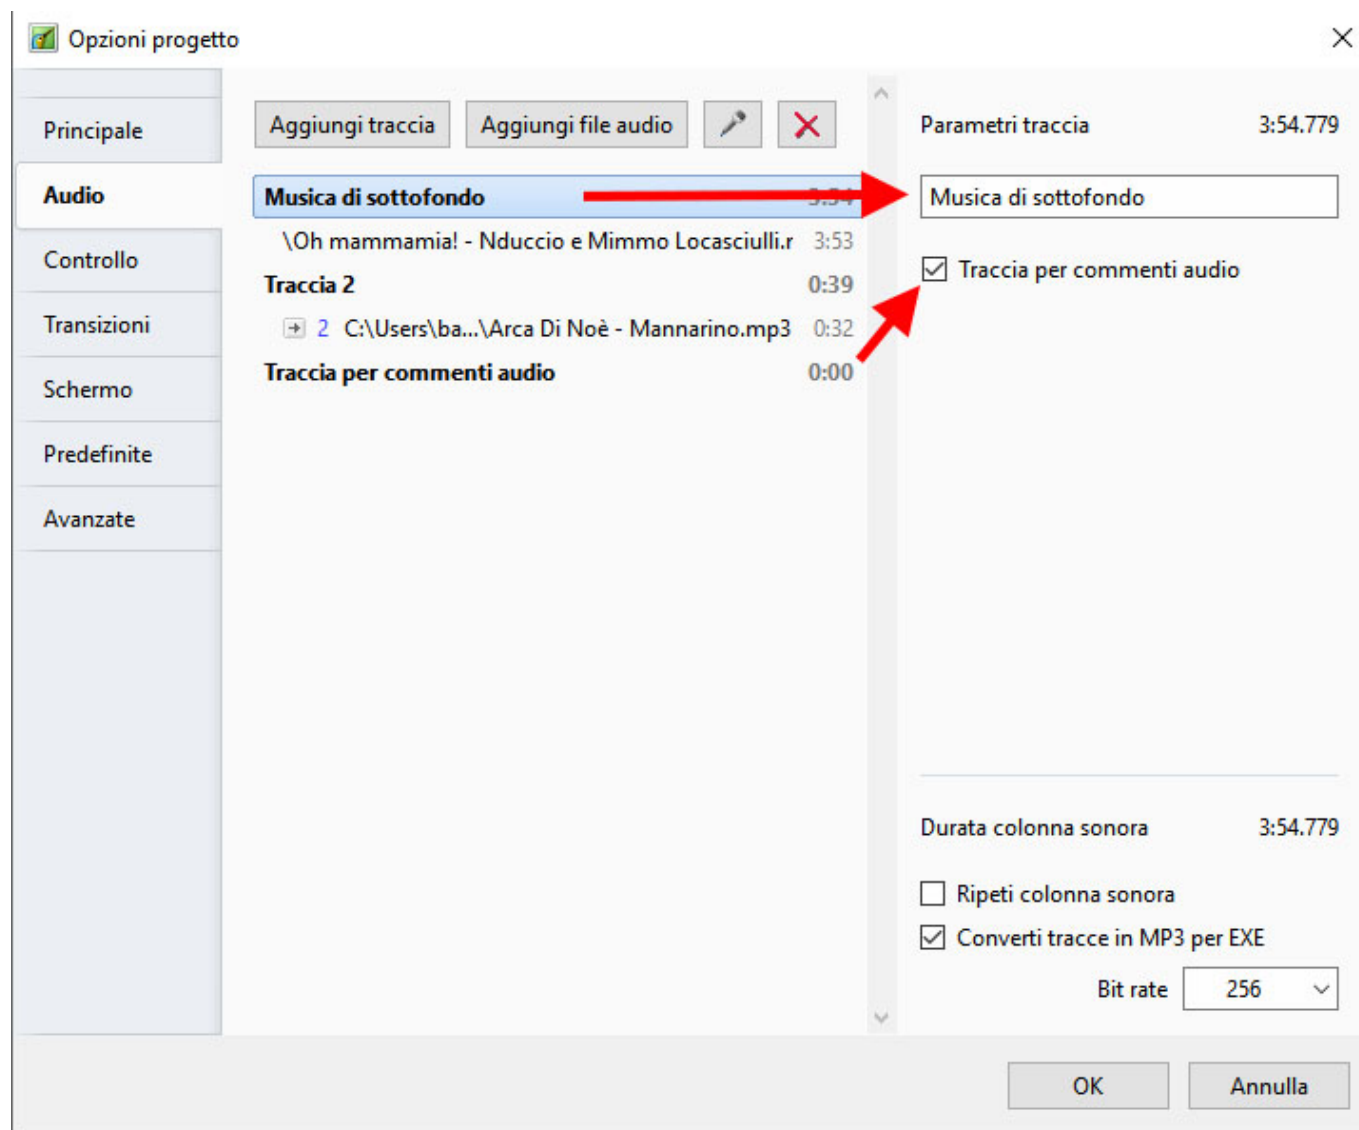 Opzioni progetto
Principale
Audio
Controllo
Transizioni
Schermo
Predefinite
Avanzate
Aggiungi traccia
Aggiungi file audio
Musica di sottofondo 3:54
\Oh mammamia! - Nduccio e Mimmo Locasciulli.r 3:53
Traccia 2 0:39
2 C:\Users\ba...\Arca Di Noè - Mannarino.mp3 0:32
Traccia per commenti audio 0:00
Parametri traccia 3:54.779
Musica di sottofondo
Traccia per commenti audio
Durata colonna sonora 3:54.779
Ripeti colonna sonora
Converti tracce in MP3 per EXE
Bit rate 256
OK
Annulla